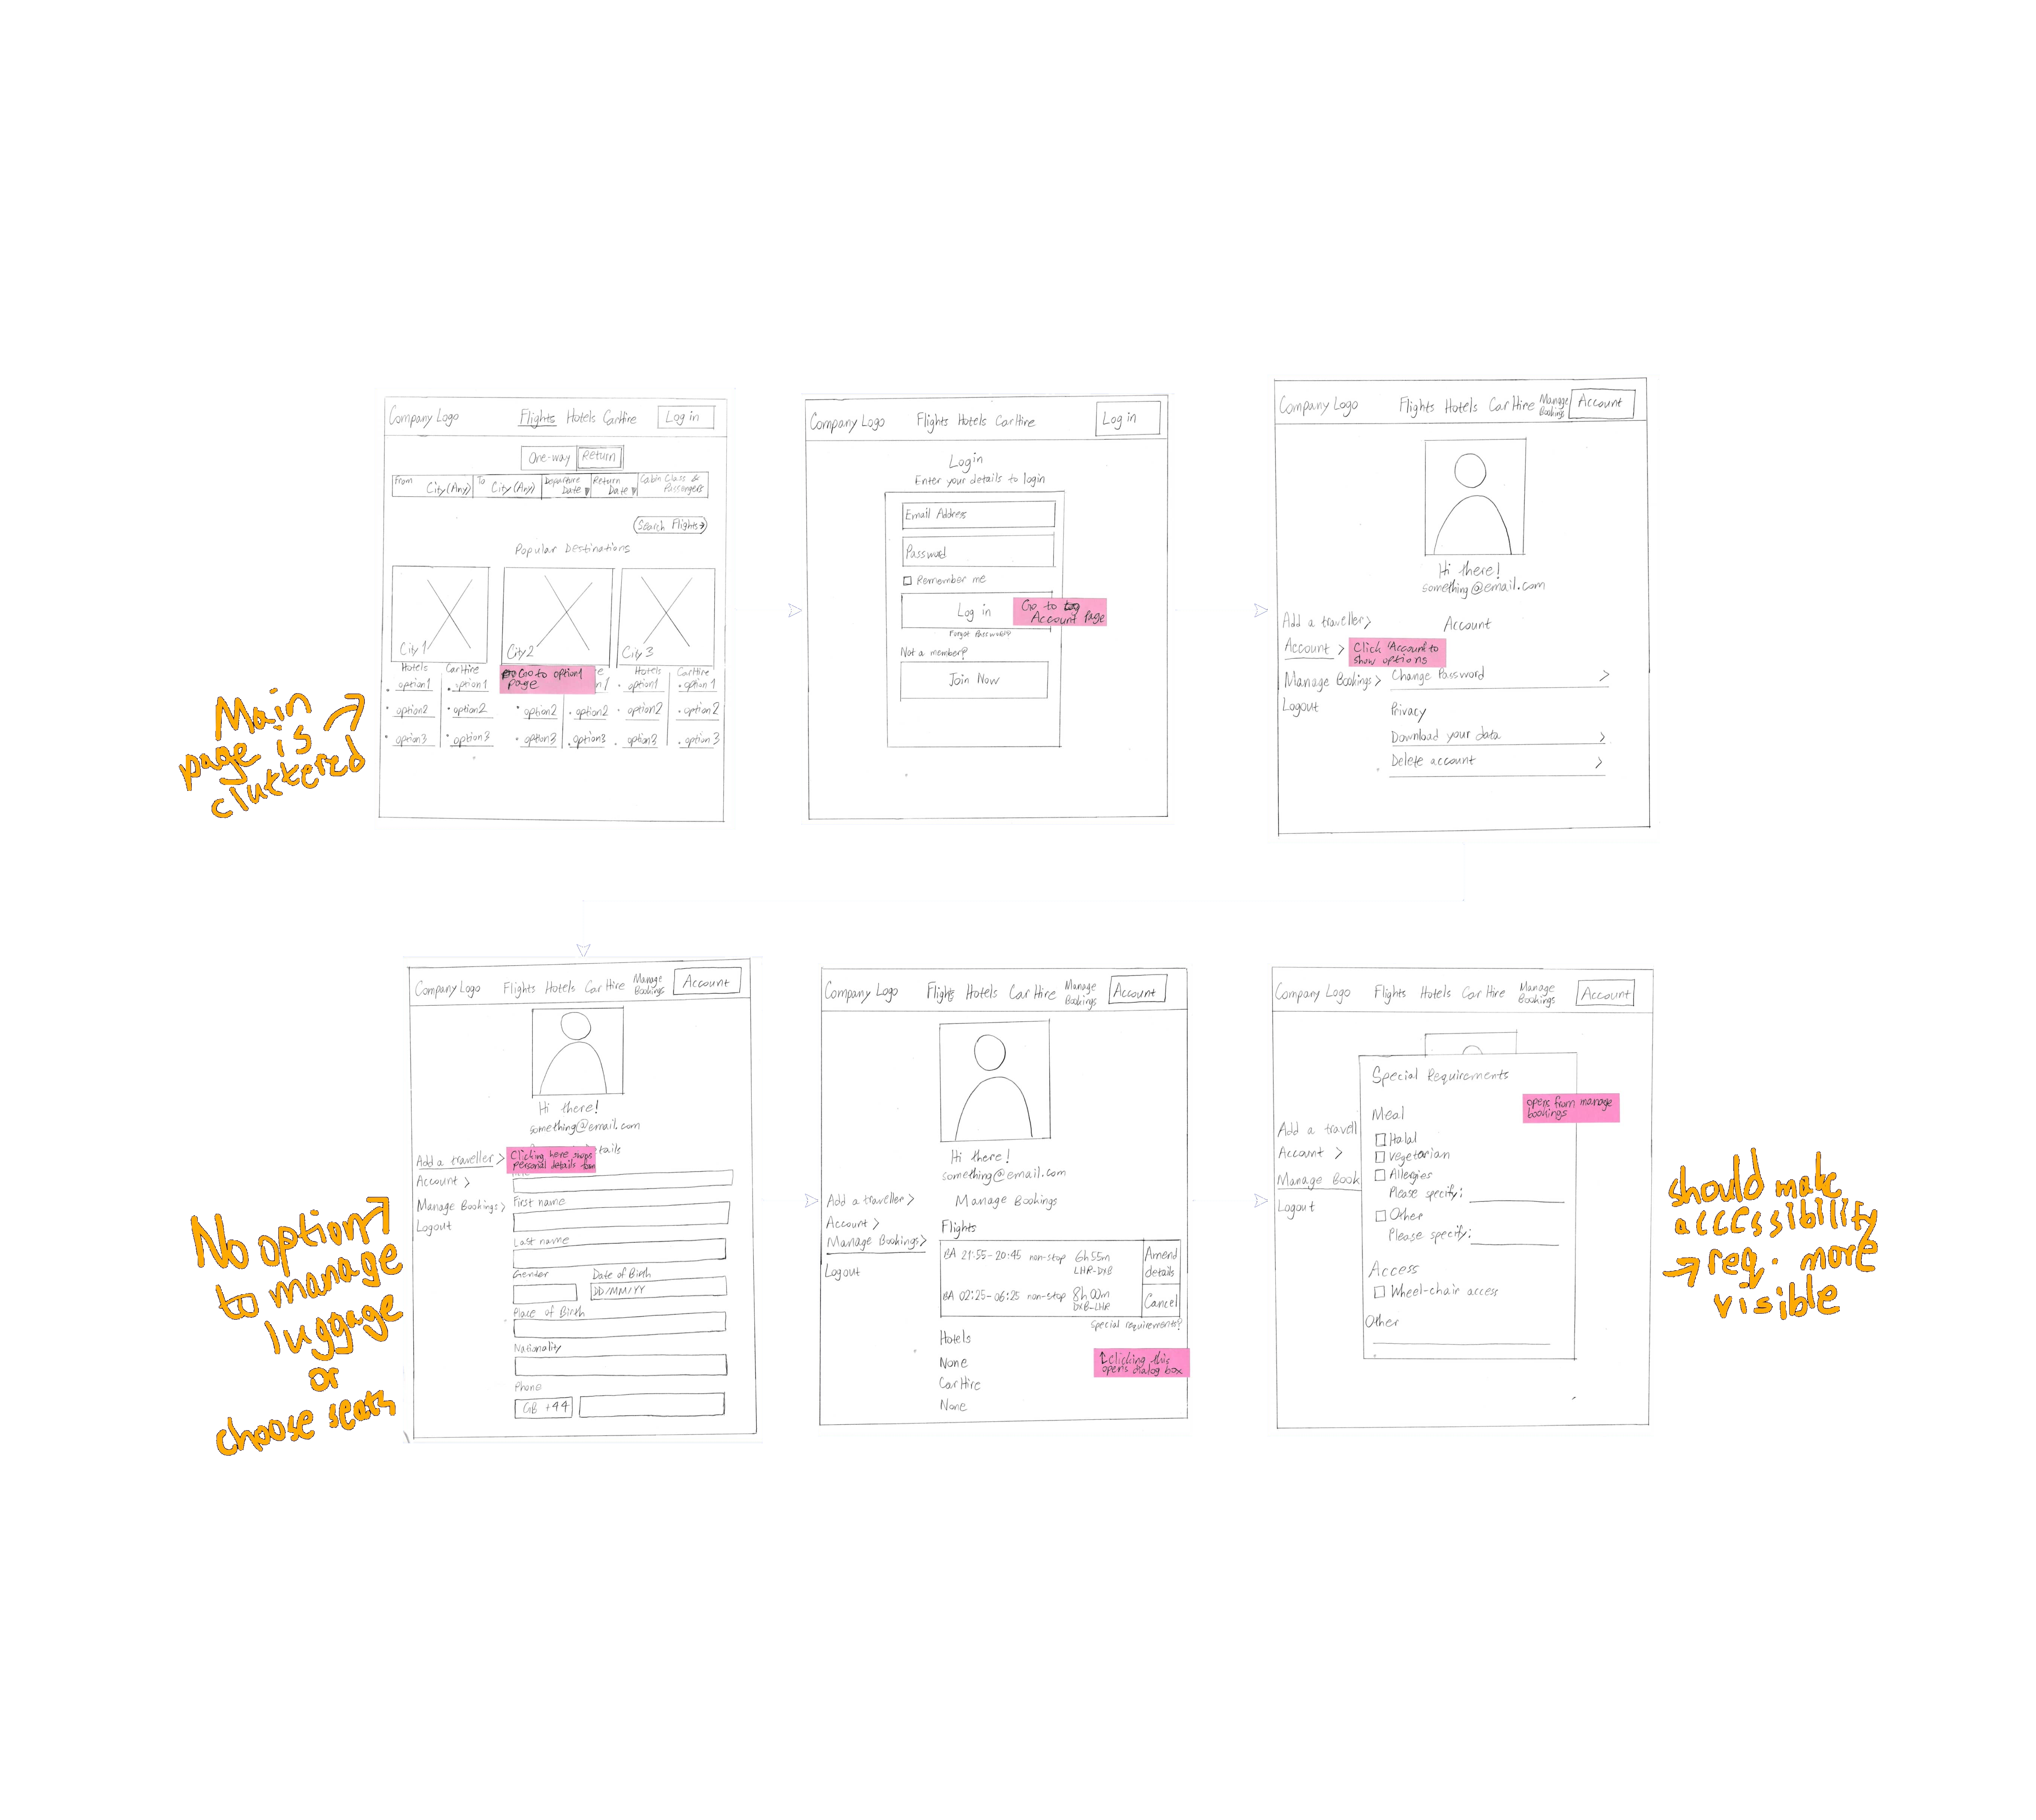 Company Logo Flights Hotels Car Hire Log in
One-way Return
From City (Any) To City (Any) Departure Date Return Date Cabin Class & Passengers
Search Flights →
Popular Destinations
City 1 City 2 City 3
Hotels Car Hire Hotels Car Hire
Go to option1
page
• option1 • option1 • option1 • option1
• option2 • option2 • option2 • option2 • option2 • option2
• option3 • option3 • option3 • option3 • option3 • option3
Main
page is
cluttered
Company Logo Flights Hotels Car Hire Log in
Login
Enter your details to login
Email Address
Password
Remember me
Log in
Go to
Account page
Forgot Password?
Not a member?
Join Now
Company Logo Flights Hotels Car Hire Manage Bookings Account
Hi there!
something@email.com
Add a traveller > Account
Account > Click 'Account' to
show options
Manage Bookings > Change Password >
Logout Privacy
Download your data >
Delete account >
Company Logo Flights Hotels Car Hire Manage Bookings Account
Hi there!
something@email.com
Add a traveller > Clicking here
personal details
Account >
Manage Bookings > First name
Logout
Last name
Gender Date of Birth
DD/MM/YY
Place of Birth
Nationality
Phone
GB +44
No option
to manage
luggage
or
choose seats
Company Logo Flights Hotels Car Hire Manage Bookings Account
Hi there!
something@email.com
Add a traveller > Manage Bookings
Account > Flights
Manage Bookings >
Logout
BA 21:55-20:45 non-stop 6h 55m LHR-DXB
Amend details
BA 02:25-06:25 non-stop 8h 00m DXB-LHR
Cancel
Special requirements?
Hotels
None
Car Hire
None
↑ Clicking this
opens dialog box
Company Logo Flights Hotels Car Hire Manage Bookings Account
Special Requirements
opens from manage
bookings
Meal
Add a travell
Halal
Account >
Vegetarian
Manage Book
Allergies
Please specify:
Logout
Other
Please specify:
Access
Wheel-chair access
Other
should make
accessibility
→ req. more
visible